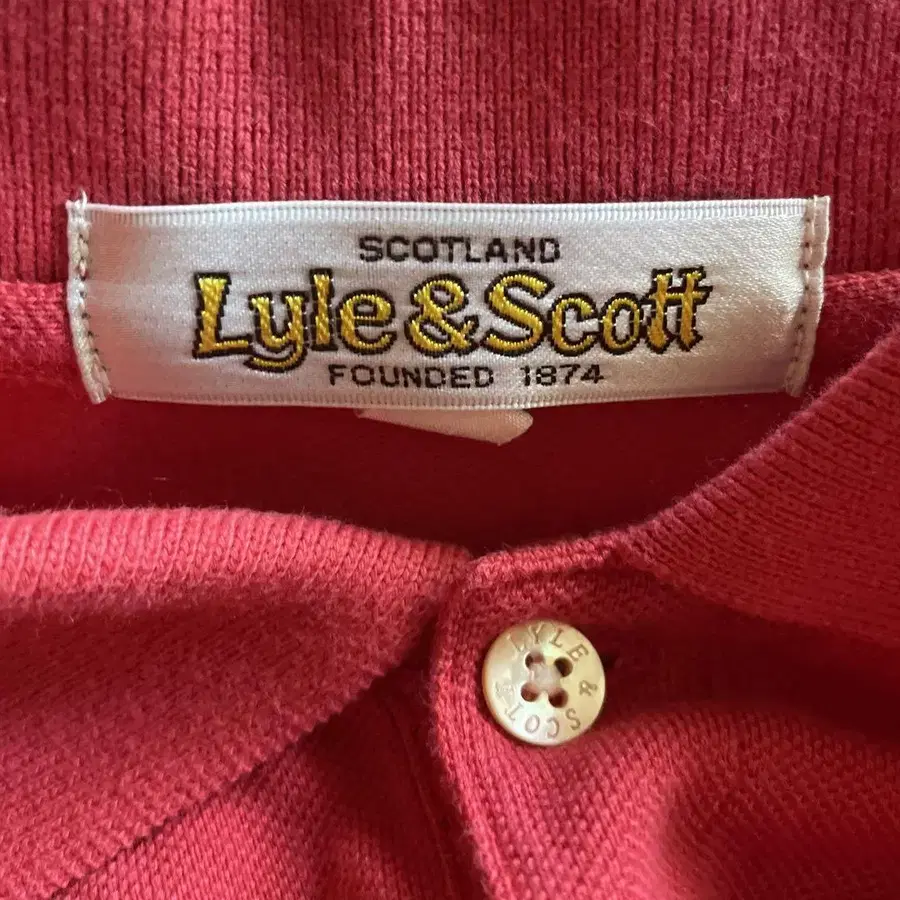 SCOTLAND
Lyle & Scott
FOUNDED 1874
LYLE & SCOTT